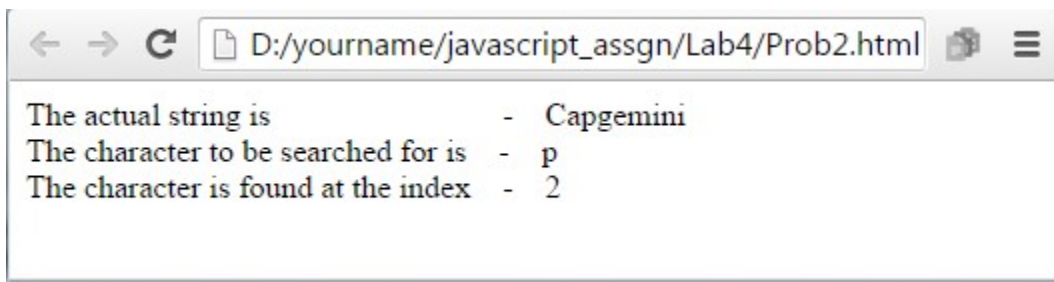 D:/yourname/javascript_assgn/Lab4/Prob2.html
The actual string is - Capgemini
The character to be searched for is - p
The character is found at the index - 2